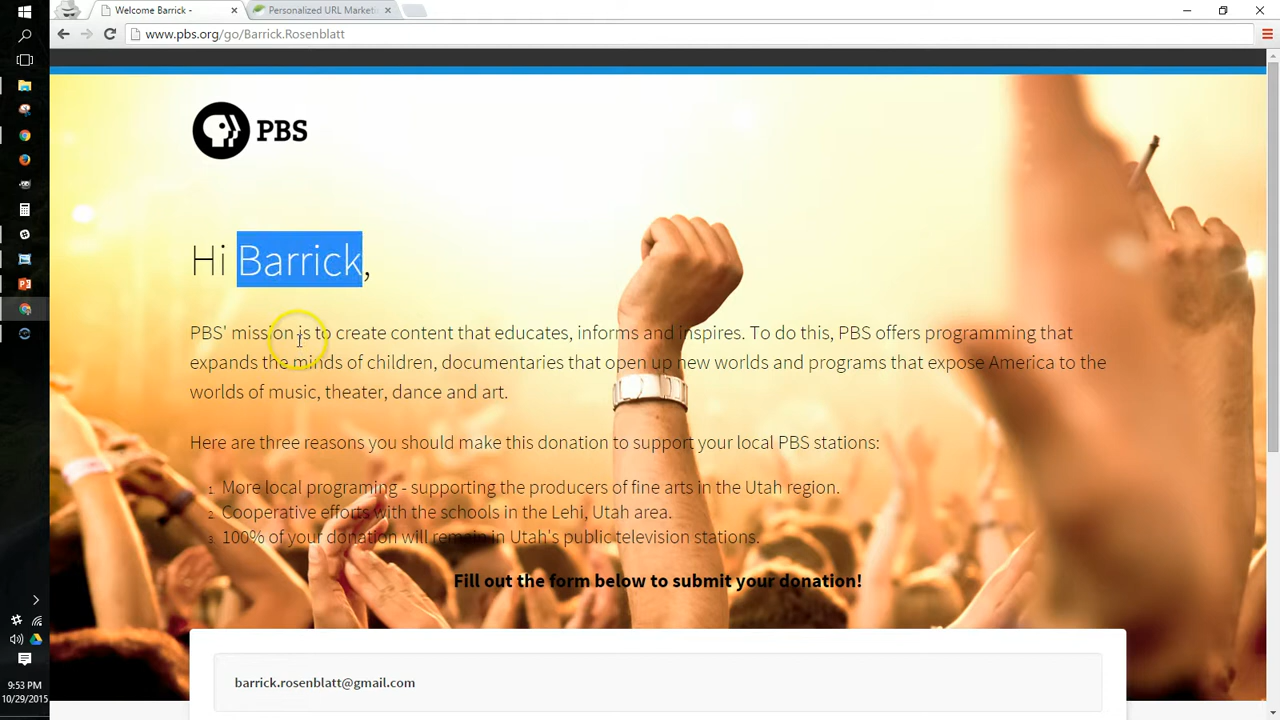 Welcome Barrick -
Personalized URL Marketi
www.pbs.org/go/Barrick.Rosenblatt
PBS
Hi Barrick,
PBS' mission is to create content that educates, informs and inspires. To do this, PBS offers programming that
expands the minds of children, documentaries that open up new worlds and programs that expose America to the
worlds of music, theater, dance and art.
Here are three reasons you should make this donation to support your local PBS stations:
1. More local programing - supporting the producers of fine arts in the Utah region.
2. Cooperative efforts with the schools in the Lehi, Utah area.
3. 100% of your donation will remain in Utah's public television stations.
Fill out the form below to submit your donation!
barrick.rosenblatt@gmail.com
9:53 PM
10/29/2015